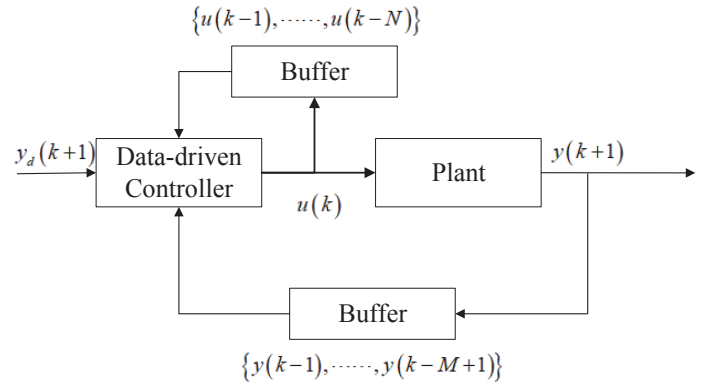 {u(k−1),⋯⋯,u(k−N)}
Buffer
y_d(k+1)
Data-driven
Controller
u(k)
Plant
y(k+1)
Buffer
{y(k−1),⋯⋯,y(k−M+1)}